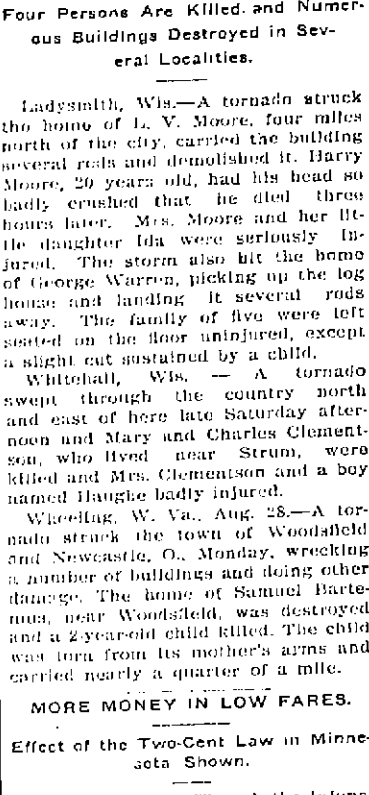 Four Persons Are Killed and Numer-
ous Buildings Destroyed in Sev-
eral Localities.
Ladysmith, Wis.—A tornado struck
the home of L. V. Moore, four miles
north of the city, carried the building
several rods and demolished it. Harry
Moore, 20 years old, had his head so
badly crushed that he died three
hours later. Mrs. Moore and her lit-
tle daughter Ida were seriously in-
jured. The storm also hit the home
of George Warren, picking up the log
house and landing it several rods
away. The family of five were left
seated on the floor uninjured, except
a slight cut sustained by a child.
Whitehall, Wis. — A tornado
swept through the country north
and east of here late Saturday after-
noon and Mary and Charles Clement-
son, who lived near Strum, were
killed and Mrs. Clementson and a boy
named Haughe badly injured.
Wheeling, W. Va., Aug. 28.—A tor-
nado struck the town of Woodsfield
and Newcastle, O., Monday, wrecking
a number of buildings and doing other
damage. The home of Samuel Barte-
mus, near Woodsfield, was destroyed
and a 2-year-old child killed. The child
was torn from its mother's arms and
carried nearly a quarter of a mile.
MORE MONEY IN LOW FARES.
Effect of the Two-Cent Law in Minne-
sota Shown.